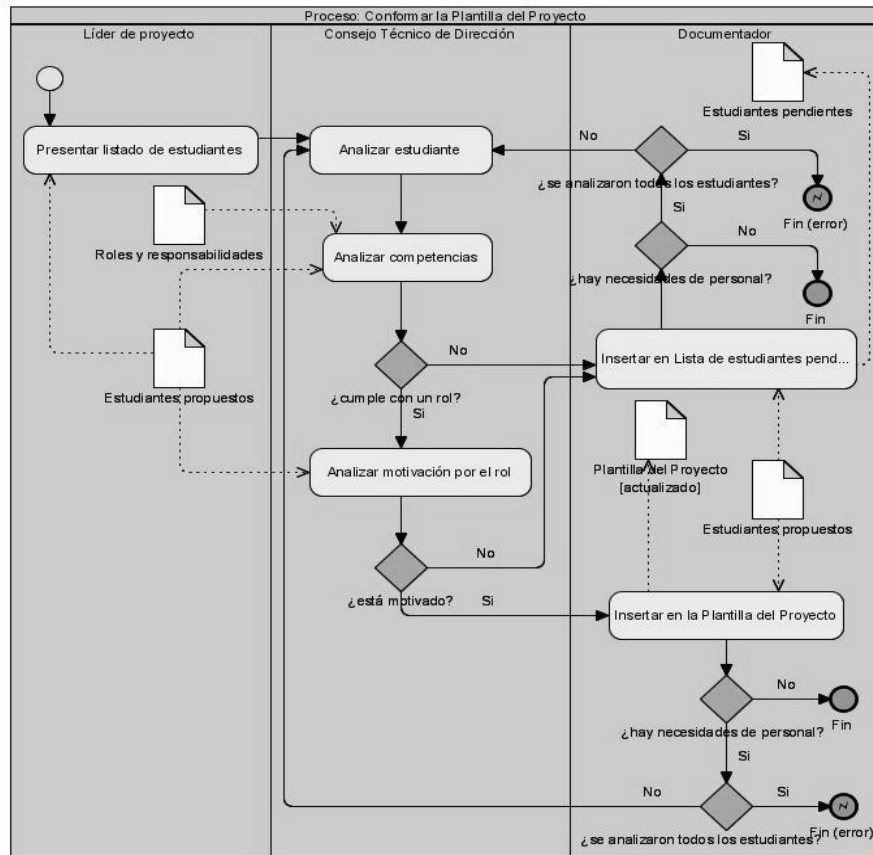 Proceso: Conformar la Plantilla del Proyecto
Líder de proyecto
Consejo Técnico de Dirección
Documentador
Estudiantes pendientes
Presentar listado de estudiantes
Analizar estudiante
No
Si
¿se analizaron todos los estudiantes?
Fin (error)
Si
Roles y responsabilidades
Analizar competencias
No
¿hay necesidades de personal?
Fin
Estudiantes propuestos
No
¿cumple con un rol?
Si
Insertar en Lista de estudiantes pend...
Analizar motivación por el rol
Plantilla del Proyecto
[actualizado]
Estudiantes propuestos
No
¿está motivado?
Si
Insertar en la Plantilla del Proyecto
No
Fin
¿hay necesidades de personal?
Si
No
Si
¿se analizaron todos los estudiantes?
Fin (error)